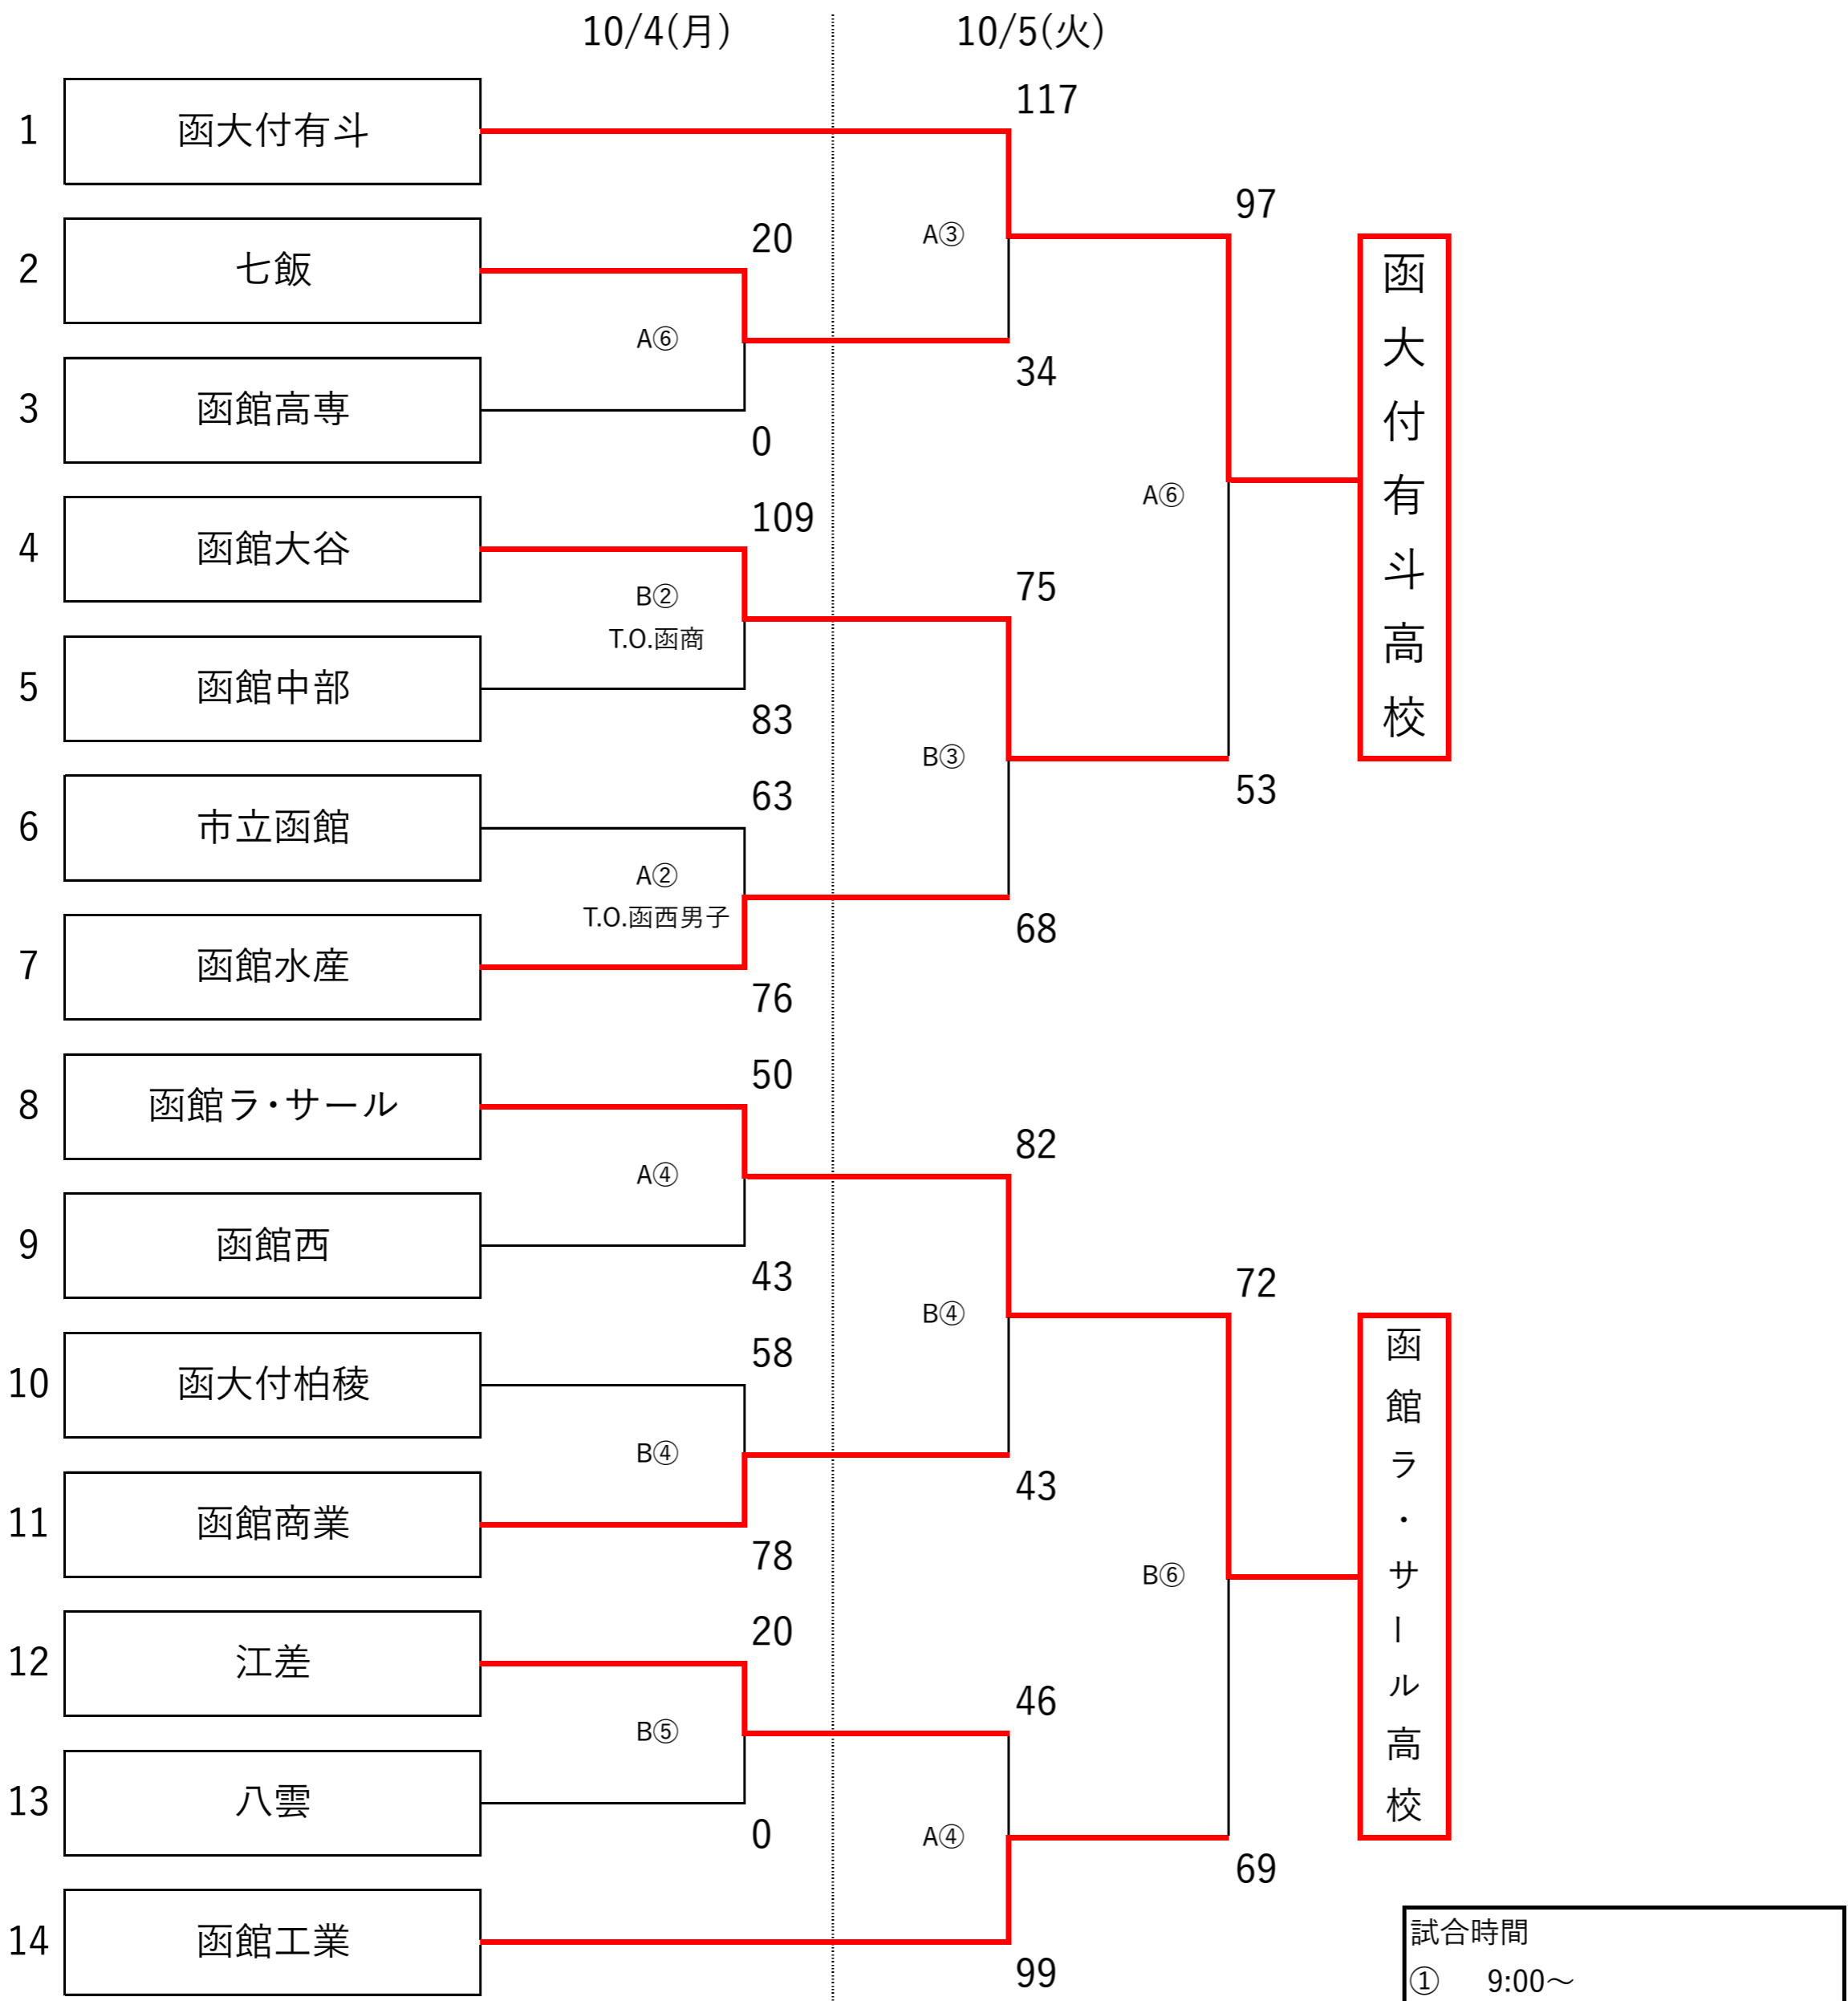 10/4(月)
10/5(火)
117
1
函大付有斗
97
20
A③
2
七飯
A⑥
34
3
函館高専
0
函大付有斗高校
109
A⑥
4
函館大谷
75
B②
T.O.函商
5
函館中部
83
B③
63
53
6
市立函館
A②
T.O.函西男子
68
7
函館水産
76
50
8
函館ラ・サール
82
A④
9
函館西
43
72
B④
58
10
函大付柏稜
函館ラ・サール高校
B④
43
11
函館商業
78
B⑥
20
12
江差
46
B⑤
13
八雲
0
A④
69
14
函館工業
99
試合時間
① 9:00～